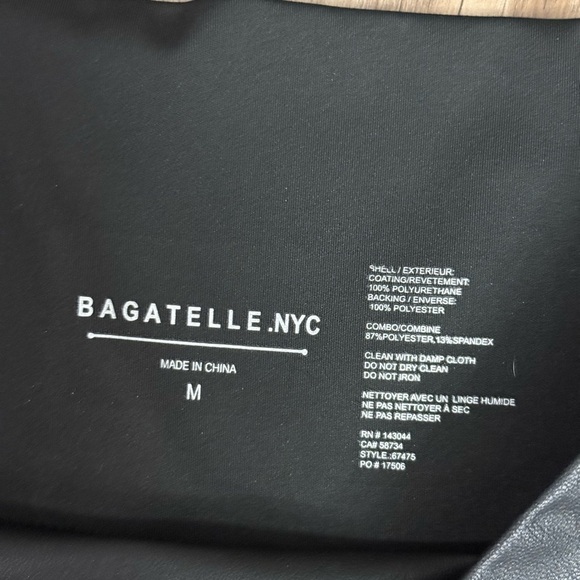 BAGATELLE.NYC
MADE IN CHINA
M
SHELL / EXTERIEUR:
COATING/REVETEMENT:
100% POLYURETHANE
BACKING / ENVERSE:
100% POLYESTER
COMBO/COMBINE
87%POLYESTER,13%SPANDEX
CLEAN WITH DAMP CLOTH
DO NOT DRY CLEAN
DO NOT IRON
NETTOYER AVEC UN LINGE HUMIDE
NE PAS NETTOYER À SEC
NE PAS REPASSER
RN # 143044
CA# 58734
STYLE.:67475
PO # 17506